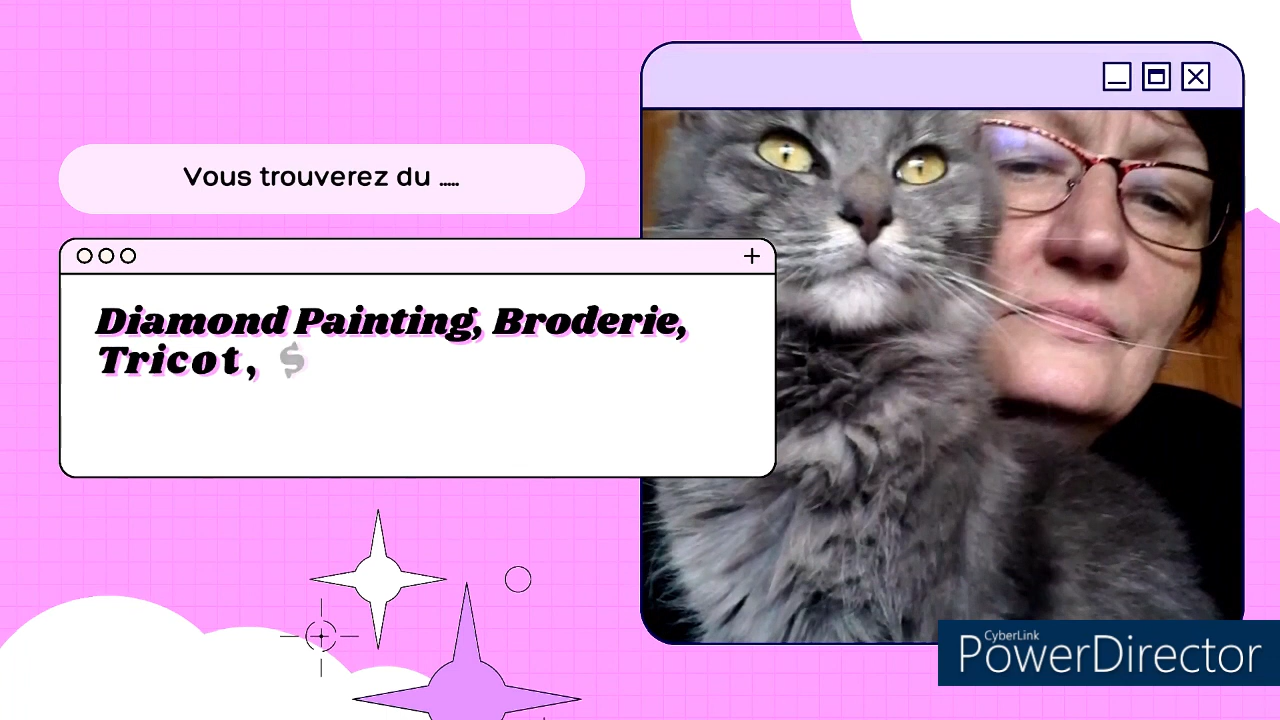 Vous trouverez du .....
Diamond Painting, Broderie,
Tricot, $
CyberLink
PowerDirector